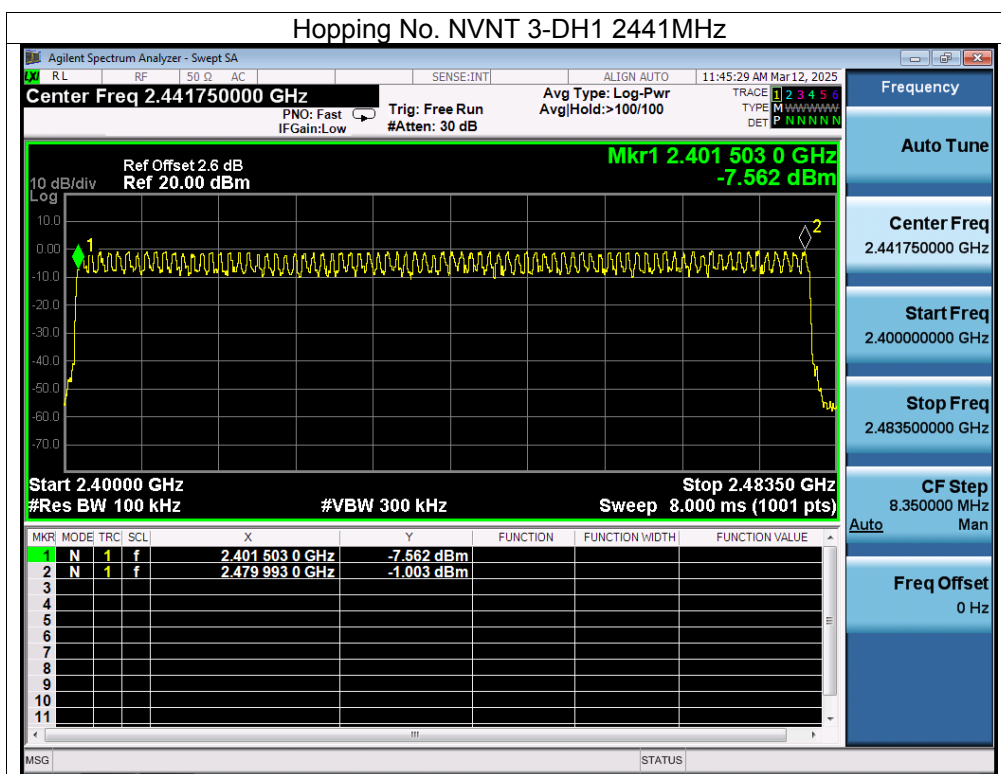 Hopping No. NVNT 3-DH1 2441MHz
Agilent Spectrum Analyzer - Swept SA
LXI RL RF 50 Ω AC SENSE:INT ALIGN AUTO 11:45:29 AM Mar 12, 2025
Center Freq 2.441750000 GHz
PNO: Fast
IFGain:Low
Trig: Free Run
#Atten: 30 dB
Avg Type: Log-Pwr
Avg|Hold:>100/100
TRACE 1 2 3 4 5 6
TYPE M WWWWW
DET P N N N N N
Frequency
Auto Tune
Center Freq
2.441750000 GHz
Start Freq
2.400000000 GHz
Stop Freq
2.483500000 GHz
CF Step
8.350000 MHz
Auto Man
Freq Offset
0 Hz
Mkr1 2.401 503 0 GHz
-7.562 dBm
Ref Offset 2.6 dB
10 dB/div Ref 20.00 dBm
Log
10.0
0.00
-10.0
-20.0
-30.0
-40.0
-50.0
-60.0
-70.0
1
2
Start 2.40000 GHz Stop 2.48350 GHz
#Res BW 100 kHz #VBW 300 kHz Sweep 8.000 ms (1001 pts)
MKR MODE TRC SCL X Y FUNCTION FUNCTION WIDTH FUNCTION VALUE
1 N 1 f 2.401 503 0 GHz -7.562 dBm
2 N 1 f 2.479 993 0 GHz -1.003 dBm
3
4
5
6
7
8
9
10
11
MSG STATUS